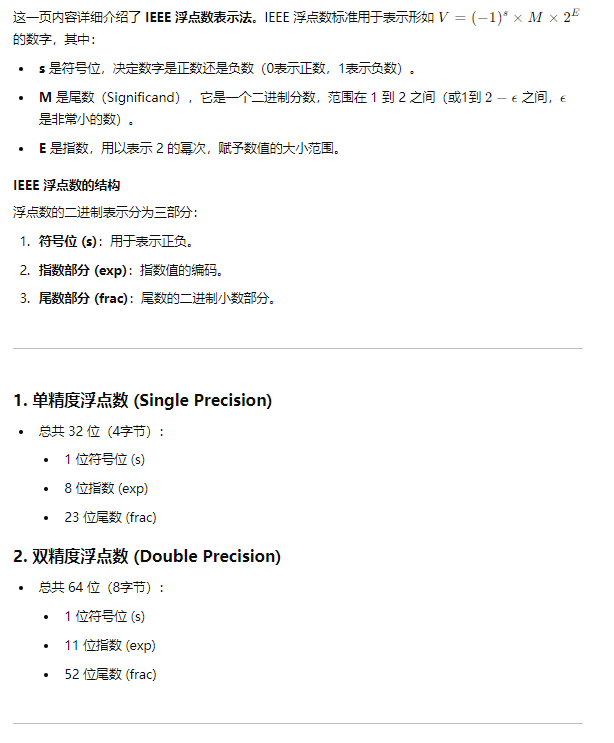 这一页内容详细介绍了 IEEE 浮点数表示法。IEEE 浮点数标准用于表示形如 V = (−1)^s × M × 2^E
的数字，其中：
• s 是符号位，决定数字是正数还是负数（0表示正数，1表示负数）。
• M 是尾数（Significand），它是一个二进制分数，范围在 1 到 2 之间（或1到 2 − ϵ 之间，ϵ
是非常小的数）。
• E 是指数，用以表示 2 的幂次，赋予数值的大小范围。
IEEE 浮点数的结构
浮点数的二进制表示分为三部分：
1. 符号位 (s)：用于表示正负。
2. 指数部分 (exp)：指数值的编码。
3. 尾数部分 (frac)：尾数的二进制小数部分。
1. 单精度浮点数 (Single Precision)
• 总共 32 位（4字节）：
• 1 位符号位 (s)
• 8 位指数 (exp)
• 23 位尾数 (frac)
2. 双精度浮点数 (Double Precision)
• 总共 64 位（8字节）：
• 1 位符号位 (s)
• 11 位指数 (exp)
• 52 位尾数 (frac)